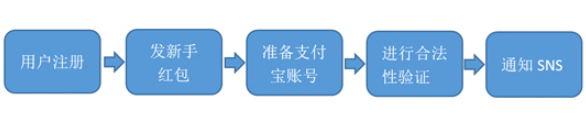 用户注册
发新手
红包
准备支付
宝账号
进行合法
性验证
通知 SNS